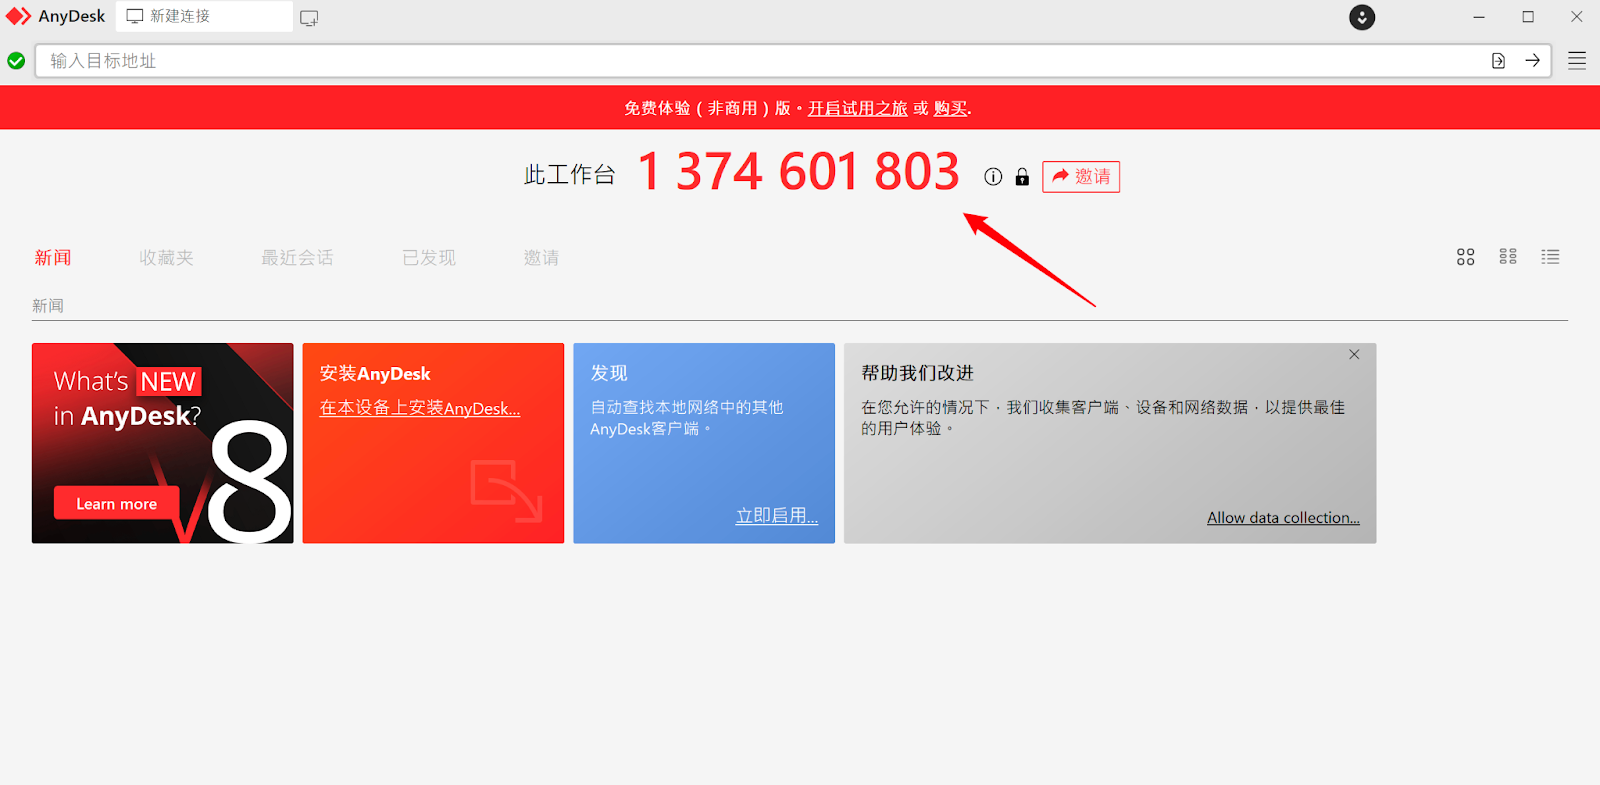 AnyDesk
新建连接
输入目标地址
免费体验 ( 非商用 ) 版。开启试用之旅 或 购买.
此工作台 1 374 601 803 邀请
新闻 收藏夹 最近会话 已发现 邀请
新闻
What's NEW
in AnyDesk?
V8
Learn more
安装AnyDesk
在本设备上安装AnyDesk...
发现
自动查找本地网络中的其他
AnyDesk客户端。
立即启用...
帮助我们改进
在您允许的情况下，我们收集客户端、设备和网络数据，以提供最佳
的用户体验。
Allow data collection...